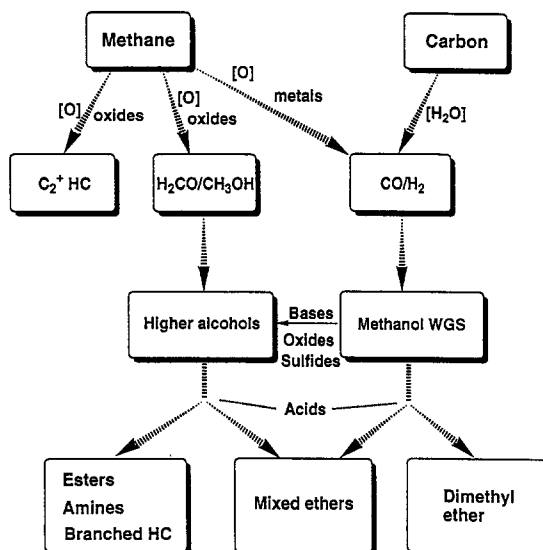 Methane
Carbon
[O]
oxides
[O]
oxides
[O]
metals
[H₂O]
C₂⁺ HC
H₂CO/CH₃OH
CO/H₂
Higher alcohols
Bases
Oxides
Sulfides
Methanol WGS
Acids
Esters
Amines
Branched HC
Mixed ethers
Dimethyl
ether